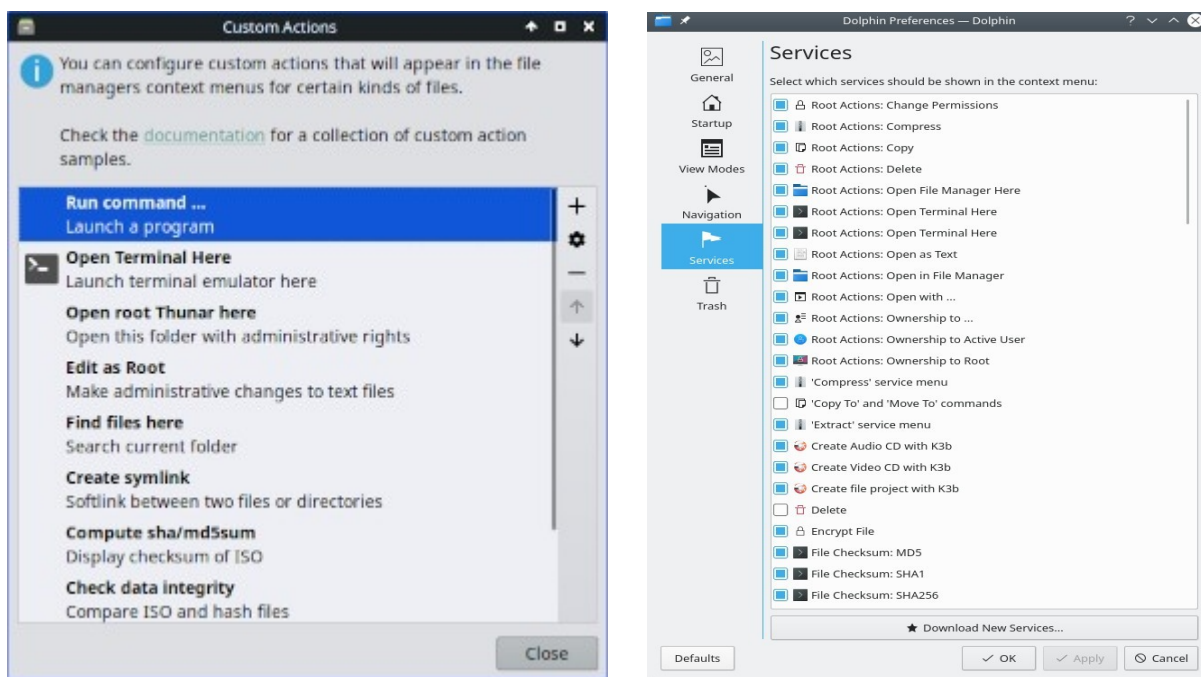 Custom Actions
You can configure custom actions that will appear in the file
managers context menus for certain kinds of files.
Check the documentation for a collection of custom action
samples.
Run command ...
Launch a program
Open Terminal Here
Launch terminal emulator here
Open root Thunar here
Open this folder with administrative rights
Edit as Root
Make administrative changes to text files
Find files here
Search current folder
Create symlink
Softlink between two files or directories
Compute sha/md5sum
Display checksum of ISO
Check data integrity
Compare ISO and hash files
Close
Dolphin Preferences — Dolphin
General
Startup
View Modes
Navigation
Services
Trash
Services
Select which services should be shown in the context menu:
Root Actions: Change Permissions
Root Actions: Compress
Root Actions: Copy
Root Actions: Delete
Root Actions: Open File Manager Here
Root Actions: Open Terminal Here
Root Actions: Open Terminal Here
Root Actions: Open as Text
Root Actions: Open in File Manager
Root Actions: Open with ...
Root Actions: Ownership to ...
Root Actions: Ownership to Active User
Root Actions: Ownership to Root
'Compress' service menu
'Copy To' and 'Move To' commands
'Extract' service menu
Create Audio CD with K3b
Create Video CD with K3b
Create file project with K3b
Delete
Encrypt File
File Checksum: MD5
File Checksum: SHA1
File Checksum: SHA256
Download New Services...
Defaults
OK
Apply
Cancel